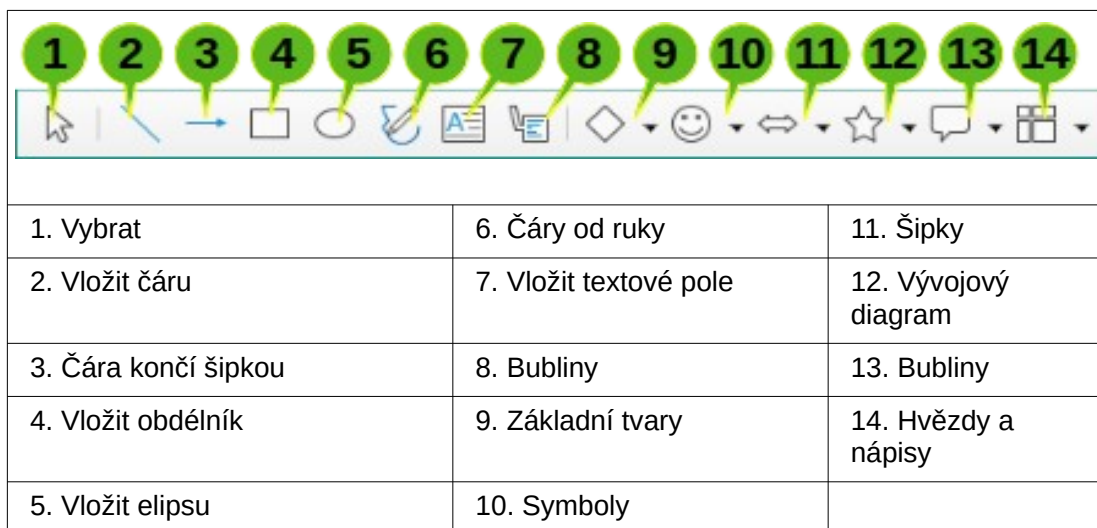 1 2 3 4 5 6 7 8 9 10 11 12 13 14
A
1. Vybrat
6. Čáry od ruky
11. Šipky
2. Vložit čáru
7. Vložit textové pole
12. Vývojový
diagram
3. Čára končí šipkou
8. Bubliny
13. Bubliny
4. Vložit obdélník
9. Základní tvary
14. Hvězdy a
nápisy
5. Vložit elipsu
10. Symboly